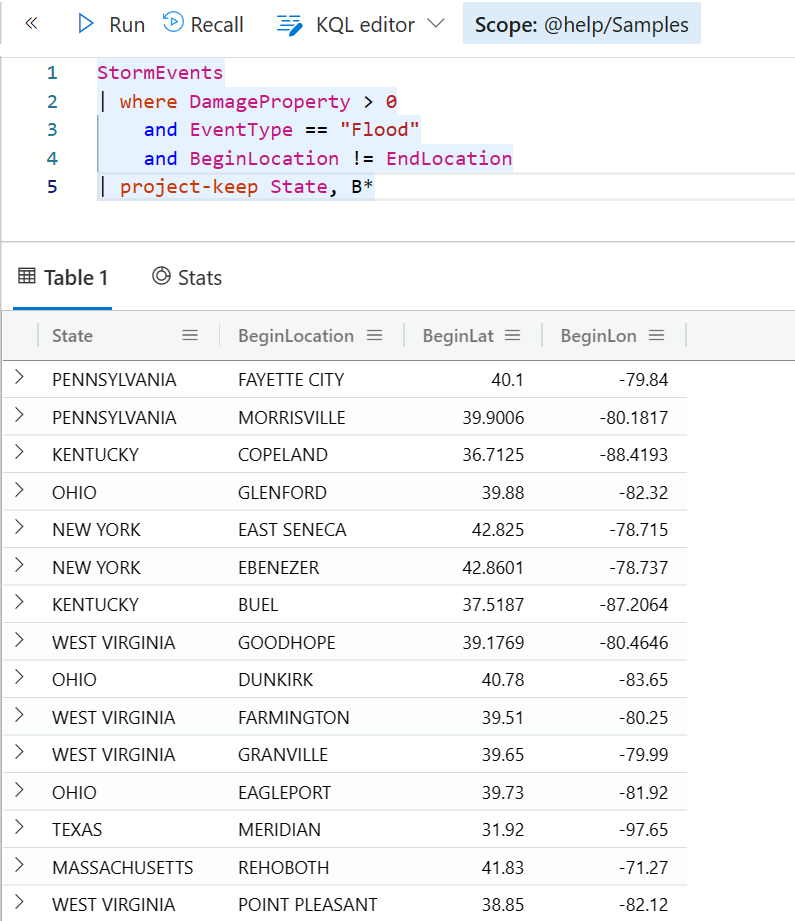 « Run Recall KQL editor Scope: @help/Samples
1 StormEvents
2 | where DamageProperty > 0
3 and EventType == "Flood"
4 and BeginLocation != EndLocation
5 | project-keep State, B*
Table 1 Stats
State BeginLocation BeginLat BeginLon
PENNSYLVANIA FAYETTE CITY 40.1 -79.84
PENNSYLVANIA MORRISVILLE 39.9006 -80.1817
KENTUCKY COPELAND 36.7125 -88.4193
OHIO GLENFORD 39.88 -82.32
NEW YORK EAST SENECA 42.825 -78.715
NEW YORK EBENEZER 42.8601 -78.737
KENTUCKY BUEL 37.5187 -87.2064
WEST VIRGINIA GOODHOPE 39.1769 -80.4646
OHIO DUNKIRK 40.78 -83.65
WEST VIRGINIA FARMINGTON 39.51 -80.25
WEST VIRGINIA GRANVILLE 39.65 -79.99
OHIO EAGLEPORT 39.73 -81.92
TEXAS MERIDIAN 31.92 -97.65
MASSACHUSETTS REHOBOTH 41.83 -71.27
WEST VIRGINIA POINT PLEASANT 38.85 -82.12